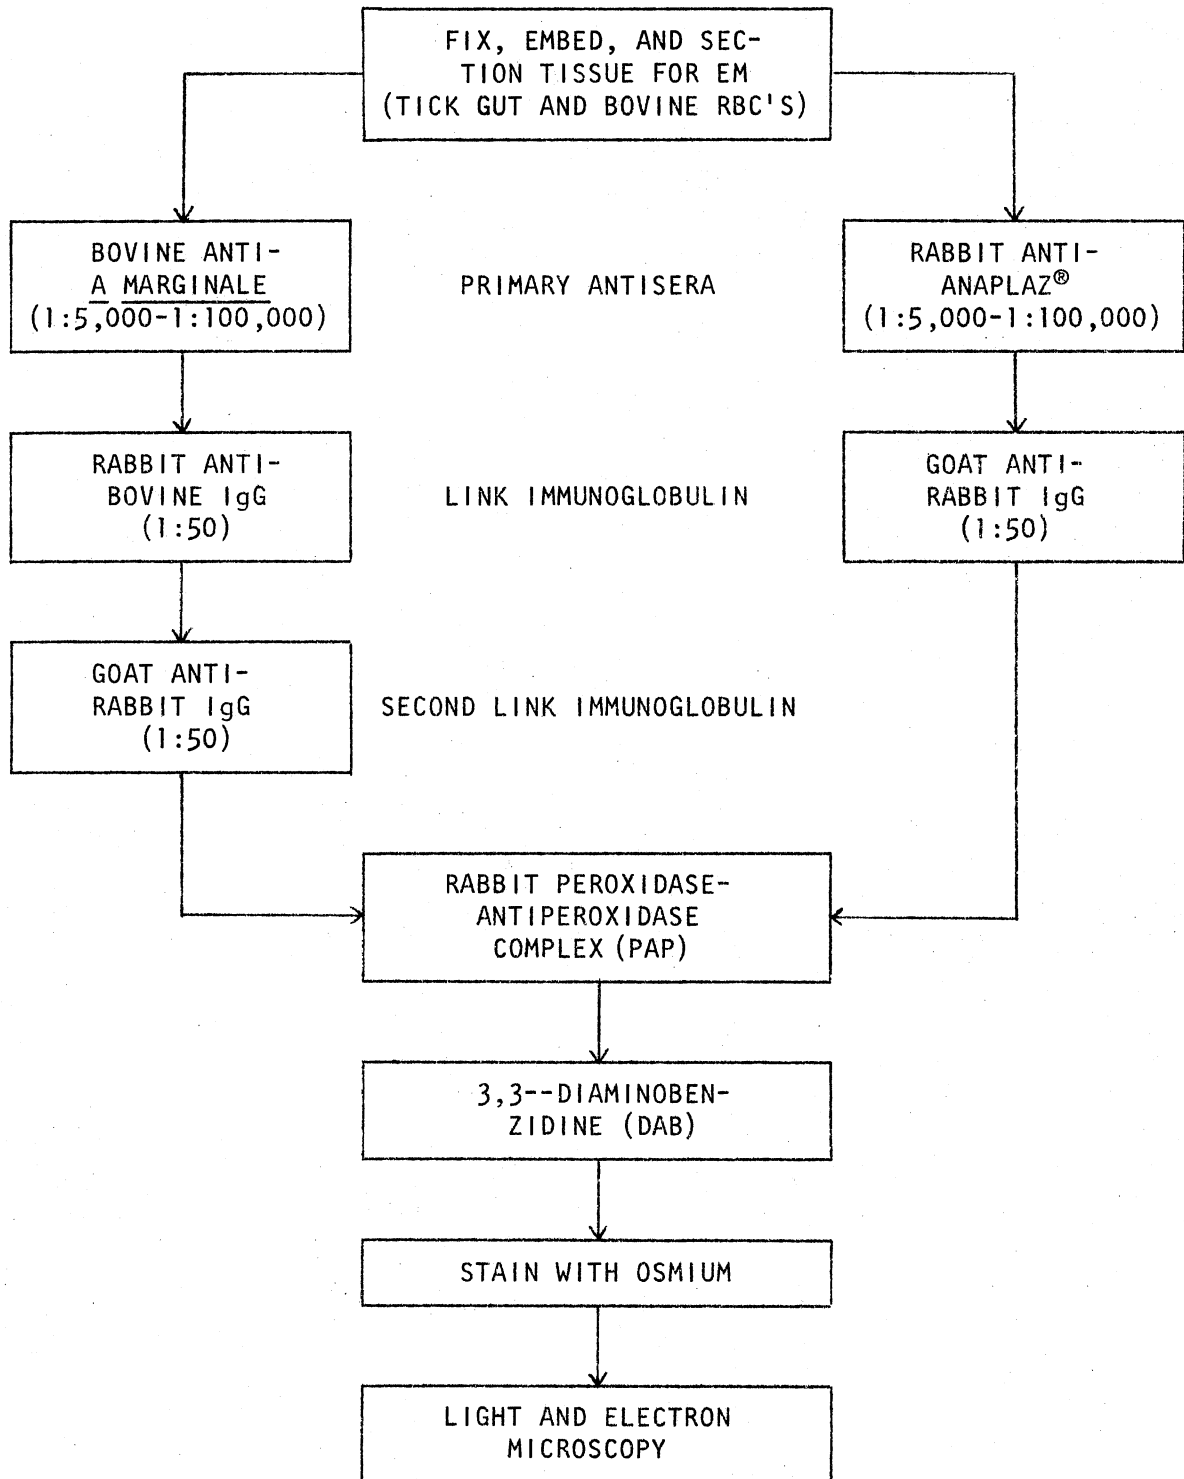 FIX, EMBED, AND SEC-
TION TISSUE FOR EM
(TICK GUT AND BOVINE RBC'S)
BOVINE ANTI-
A MARGINALE
(1:5,000-1:100,000)
PRIMARY ANTISERA
RABBIT ANTI-
ANAPLAZ®
(1:5,000-1:100,000)
RABBIT ANTI-
BOVINE IgG
(1:50)
LINK IMMUNOGLOBULIN
GOAT ANTI-
RABBIT IgG
(1:50)
GOAT ANTI-
RABBIT IgG
(1:50)
SECOND LINK IMMUNOGLOBULIN
RABBIT PEROXIDASE-
ANTIPEROXIDASE
COMPLEX (PAP)
3,3--DIAMINOBEN-
ZIDINE (DAB)
STAIN WITH OSMIUM
LIGHT AND ELECTRON
MICROSCOPY